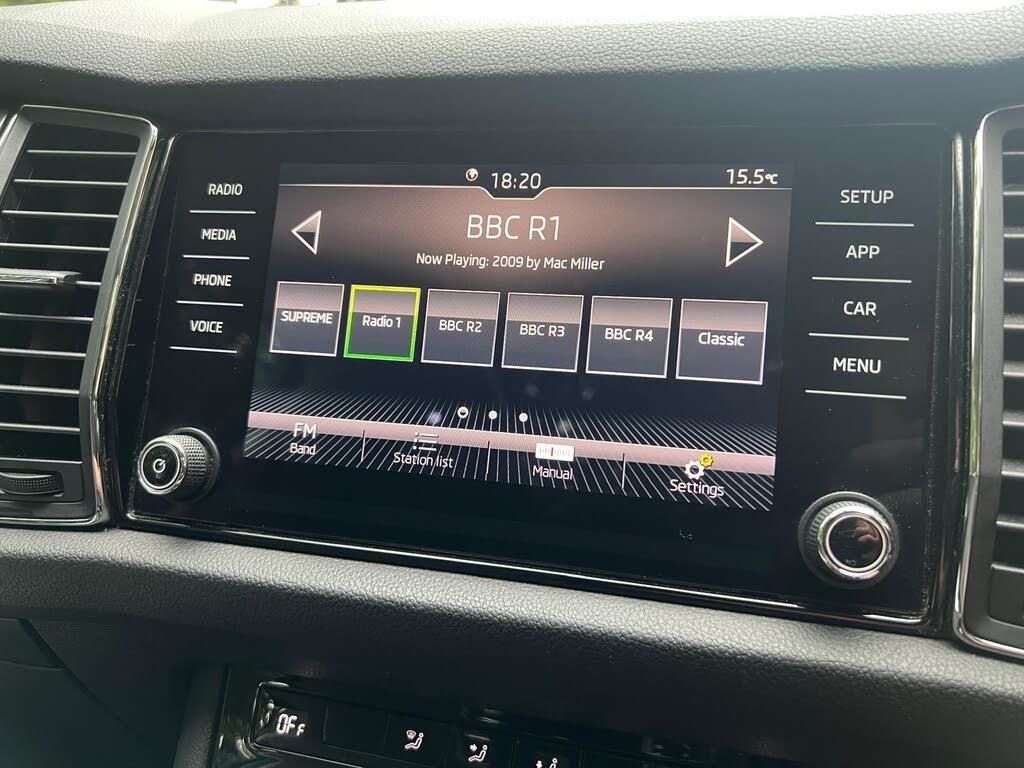 18:20
15.5°C
BBC R1
Now Playing: 2009 by Mac Miller
SUPREME
Radio 1
BBC R2
BBC R3
BBC R4
Classic
FM
Band
Station list
Manual
Settings
RADIO
MEDIA
PHONE
VOICE
SETUP
APP
CAR
MENU
OFF